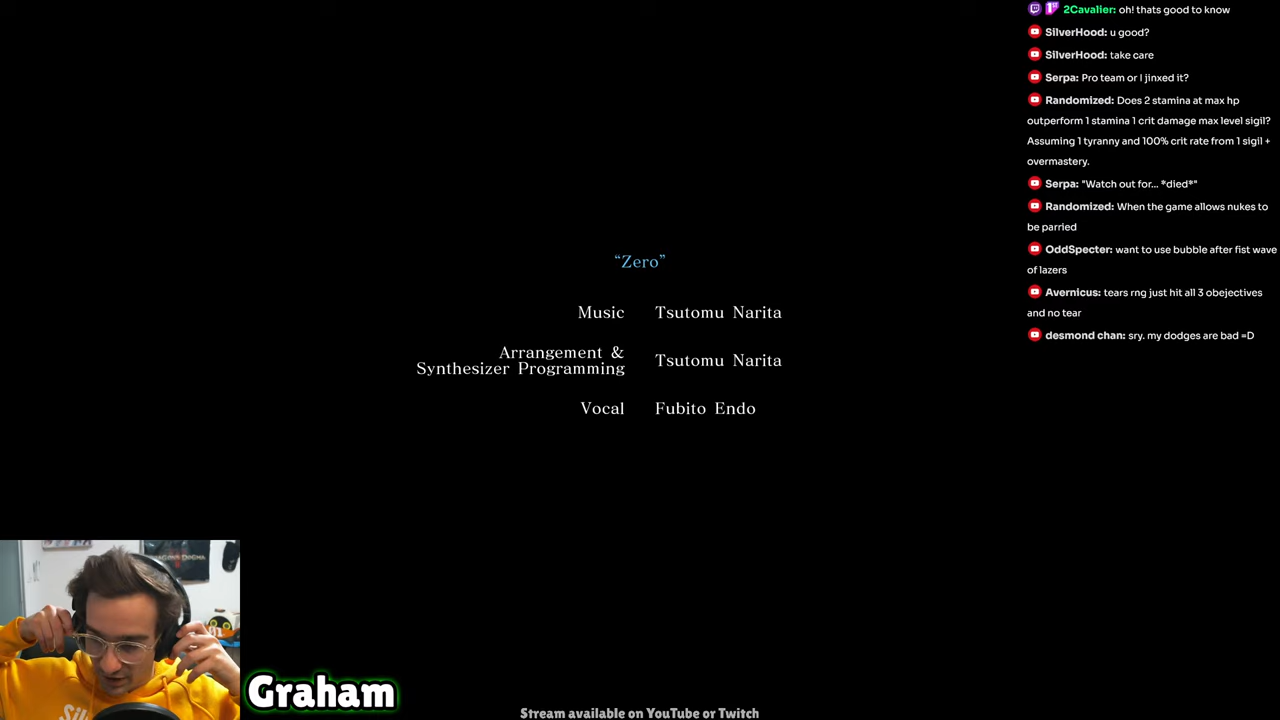 2Cavalier: oh! thats good to know
SilverHood: u good?
SilverHood: take care
Serpa: Pro team or I jinxed it?
Randomized: Does 2 stamina at max hp
outperform 1 stamina 1 crit damage max level sigil?
Assuming 1 tyranny and 100% crit rate from 1 sigil +
overmastery.
Serpa: "Watch out for... *died*"
Randomized: When the game allows nukes to
be parried
OddSpecter: want to use bubble after fist wave
of lazers
Avernicus: tears rng just hit all 3 obejectives
and no tear
desmond chan: sry. my dodges are bad =D
“Zero”
Music Tsutomu Narita
Arrangement &
Synthesizer Programming Tsutomu Narita
Vocal Fubito Endo
Graham
Stream available on YouTube or Twitch